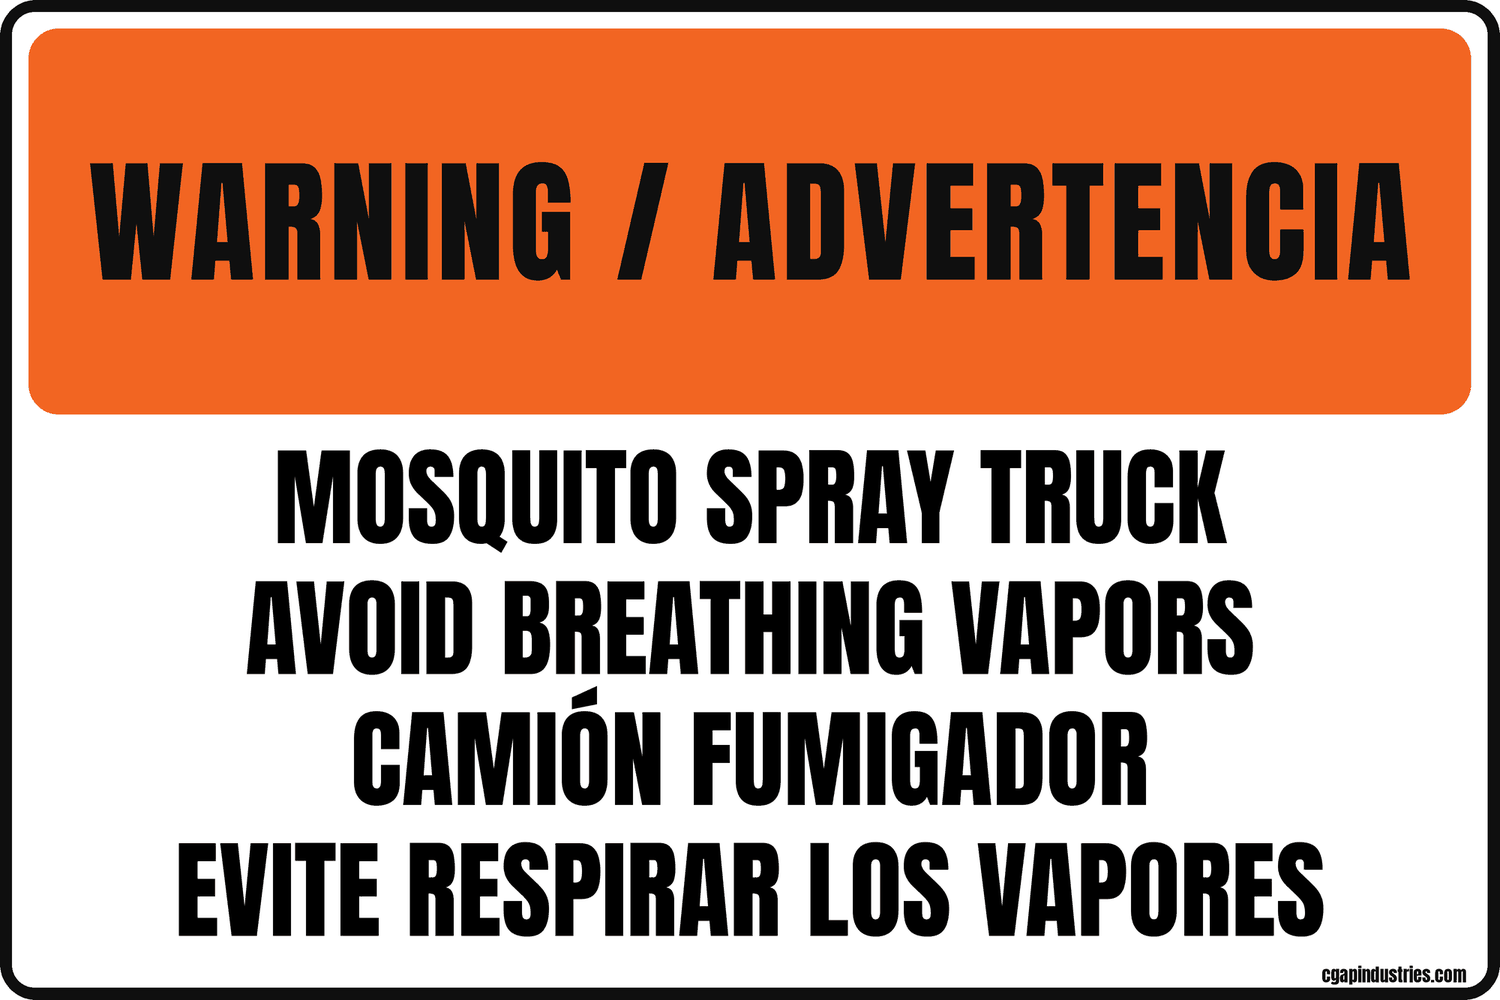 WARNING / ADVERTENCIA
MOSQUITO SPRAY TRUCK
AVOID BREATHING VAPORS
CAMIÓN FUMIGADOR
EVITE RESPIRAR LOS VAPORES
cgapindustries.com